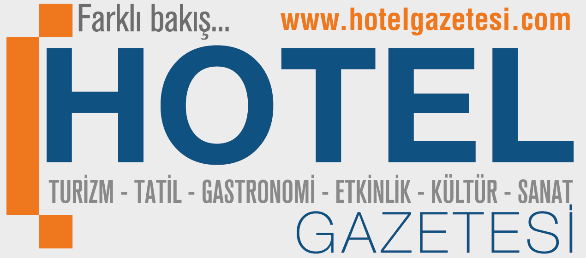 Farklı bakış... www.hotelgazetesi.com
HOTEL
TURİZM - TATİL - GASTRONOMİ - ETKİNLİK - KÜLTÜR - SANAT
GAZETESİ